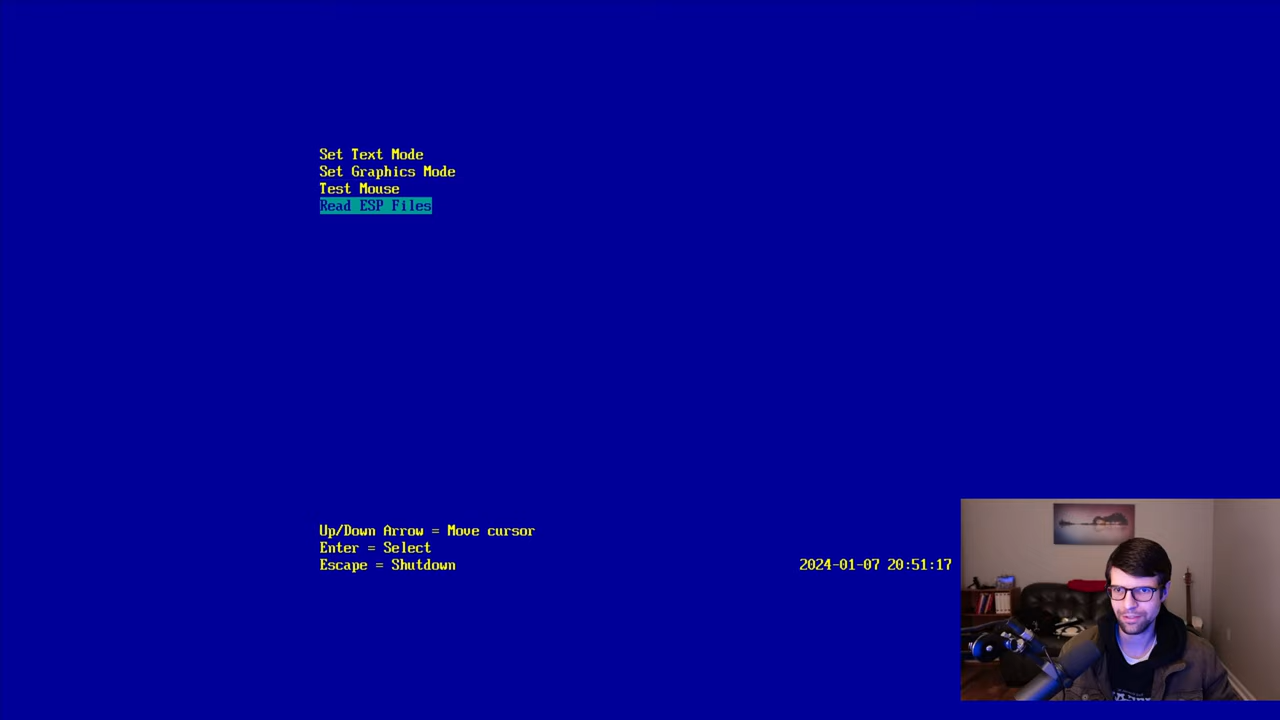 Set Text Mode
Set Graphics Mode
Test Mouse
Read ESP Files
Up/Down Arrow = Move cursor
Enter = Select
Escape = Shutdown
2024-01-07 20:51:17